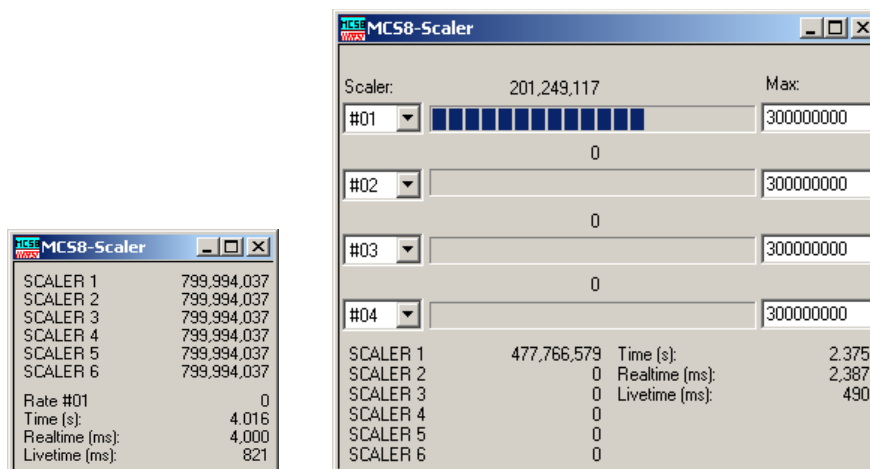 MCS8-Scaler
SCALER 1 799,994,037
SCALER 2 799,994,037
SCALER 3 799,994,037
SCALER 4 799,994,037
SCALER 5 799,994,037
SCALER 6 799,994,037
Rate #01 0
Time (s): 4.016
Realtime (ms): 4,000
Livetime (ms): 821
MCS8-Scaler
Scaler: 201,249,117 Max:
#01 300000000
0
#02 300000000
0
#03 300000000
0
#04 300000000
SCALER 1 477,766,579 Time (s): 2.375
SCALER 2 0 Realtime (ms): 2,387
SCALER 3 0 Livetime (ms): 490
SCALER 4 0
SCALER 5 0
SCALER 6 0